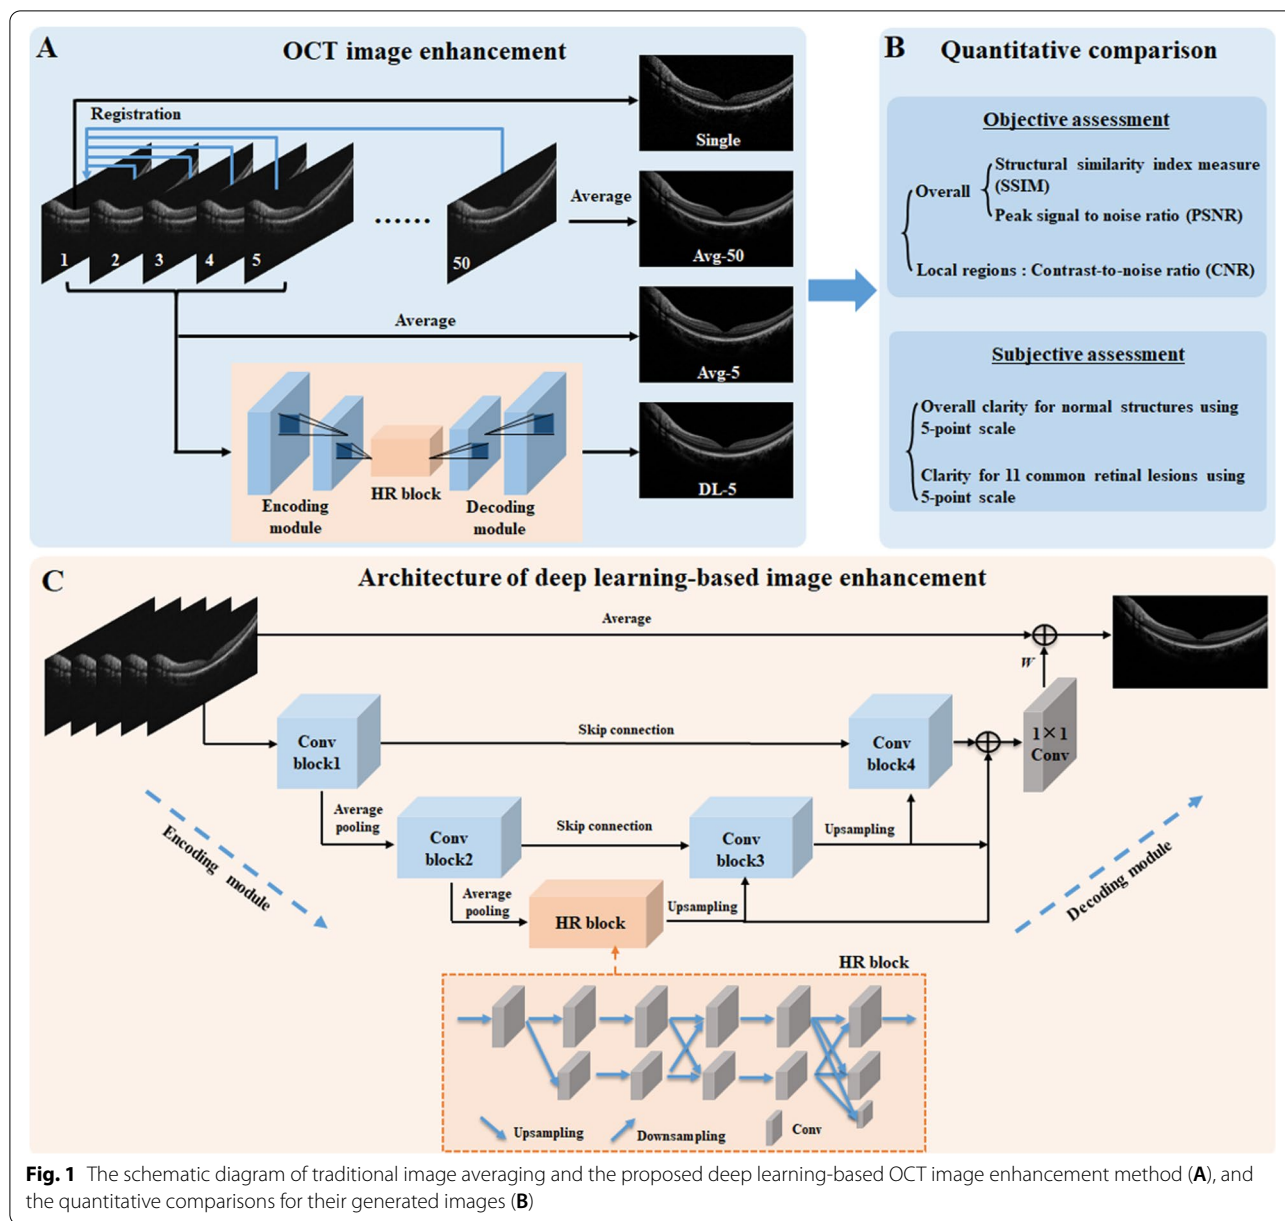 A
OCT image enhancement
Registration
1
2
3
4
5
......
50
Average
Single
Avg-50
Average
Avg-5
Encoding
module
HR block
Decoding
module
DL-5
B
Quantitative comparison
Objective assessment
Overall
Structural similarity index measure
(SSIM)
Peak signal to noise ratio (PSNR)
Local regions : Contrast-to-noise ratio (CNR)
Subjective assessment
Overall clarity for normal structures using
5-point scale
Clarity for 11 common retinal lesions using
5-point scale
C
Architecture of deep learning-based image enhancement
Average
W
Conv
block1
Skip connection
Conv
block4
1×1
Conv
Average
pooling
Conv
block2
Skip connection
Conv
block3
Upsampling
Encoding module
Average
pooling
HR block
Upsampling
Decoding module
HR block
Upsampling
Downsampling
Conv
Fig. 1 The schematic diagram of traditional image averaging and the proposed deep learning-based OCT image enhancement method (A), and
the quantitative comparisons for their generated images (B)